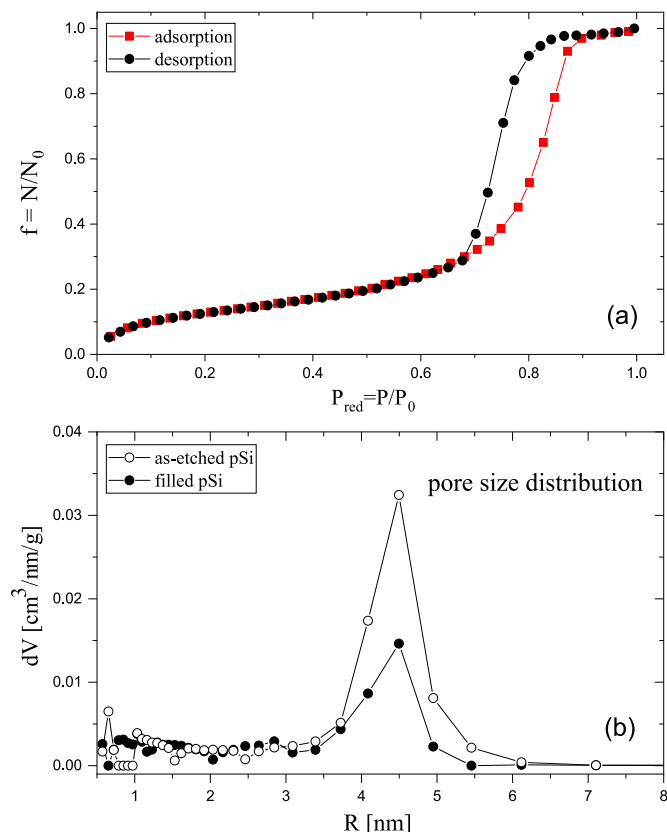 adsorption
desorption
1.0
0.8
0.6
0.4
0.2
0.0
f = N/N₀
(a)
0.0 0.2 0.4 0.6 0.8 1.0
P_red=P/P₀
as-etched pSi
filled pSi
pore size distribution
0.04
0.03
0.02
0.01
0.00
dV [cm³/nm/g]
(b)
1 2 3 4 5 6 7 8
R [nm]